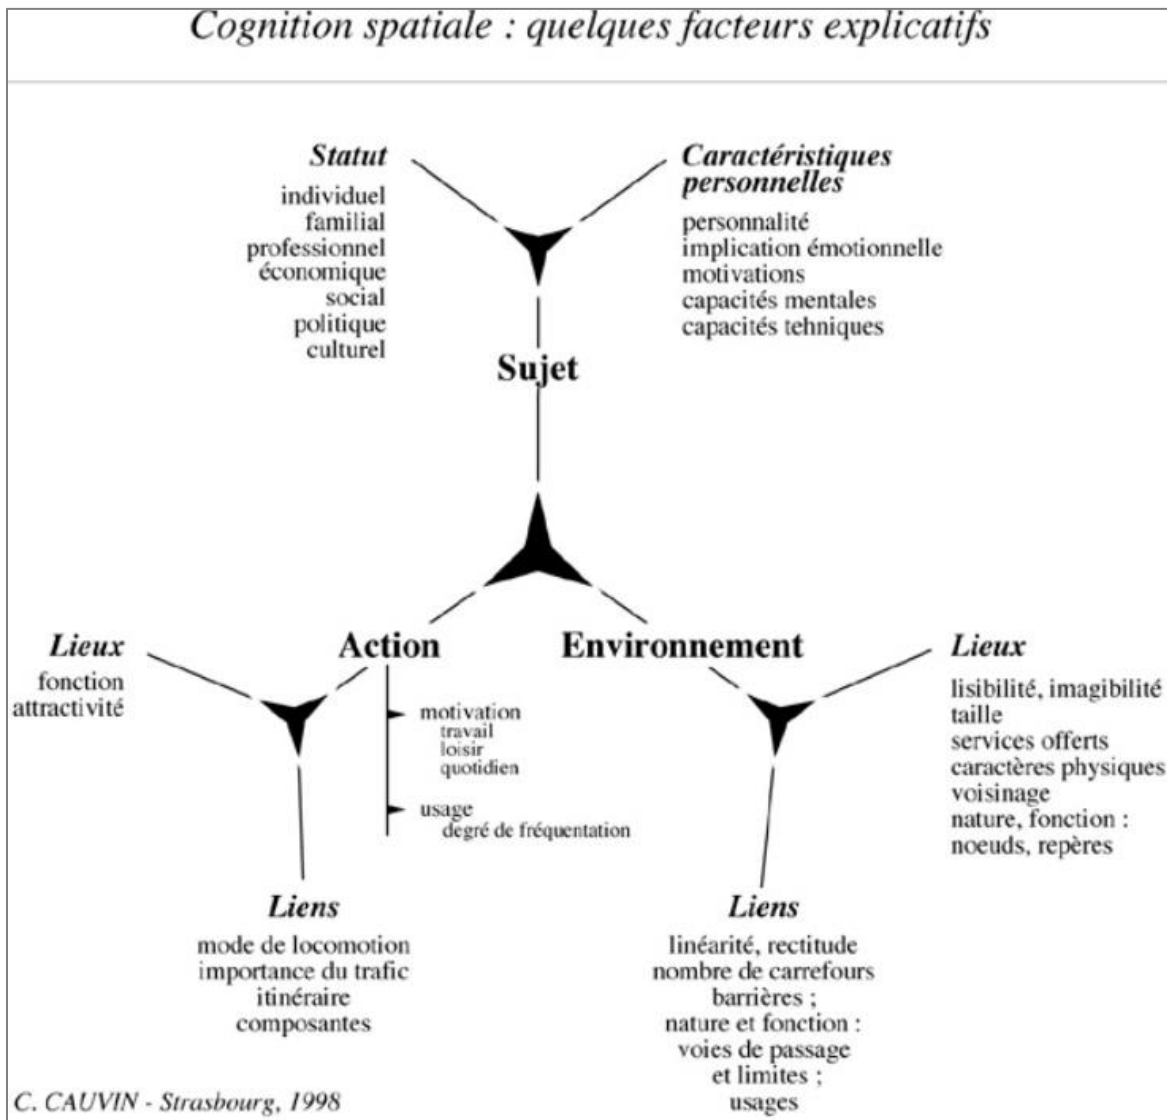 Cognition spatiale : quelques facteurs explicatifs
Statut
individuel
familial
professionnel
économique
social
politique
culturel
Caractéristiques
personnelles
personnalité
implication émotionnelle
motivations
capacités mentales
capacités tehniques
Sujet
Action
Environnement
Lieux
fonction
attractivité
motivation
travail
loisir
quotidien
usage
degré de fréquentation
Lieux
lisibilité, imagibilité
taille
services offerts
caractères physiques
voisinage
nature, fonction :
noeuds, repères
Liens
mode de locomotion
importance du trafic
itinéraire
composantes
Liens
linéarité, rectitude
nombre de carrefours
barrières ;
nature et fonction :
voies de passage
et limites ;
usages
C. CAUVIN - Strasbourg, 1998